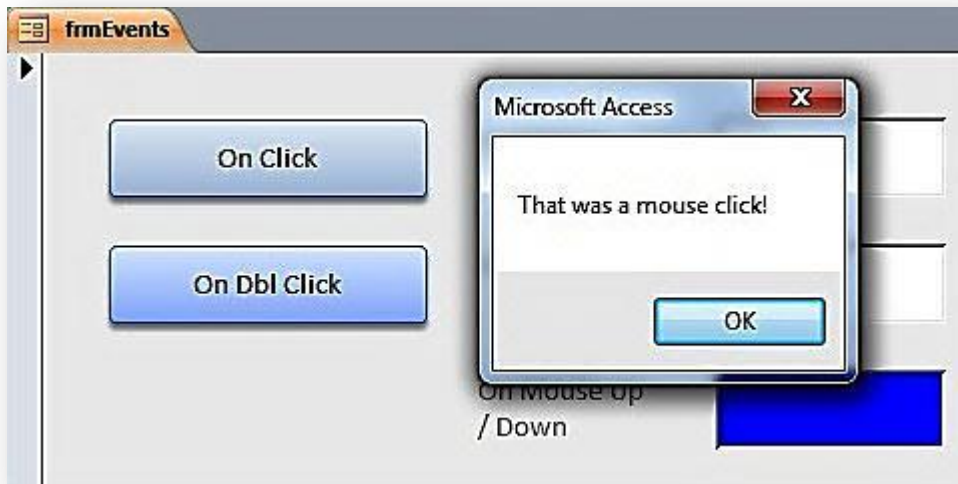 frmEvents
Microsoft Access
On Click
That was a mouse click!
On Dbl Click
OK
On Mouse Up
/ Down